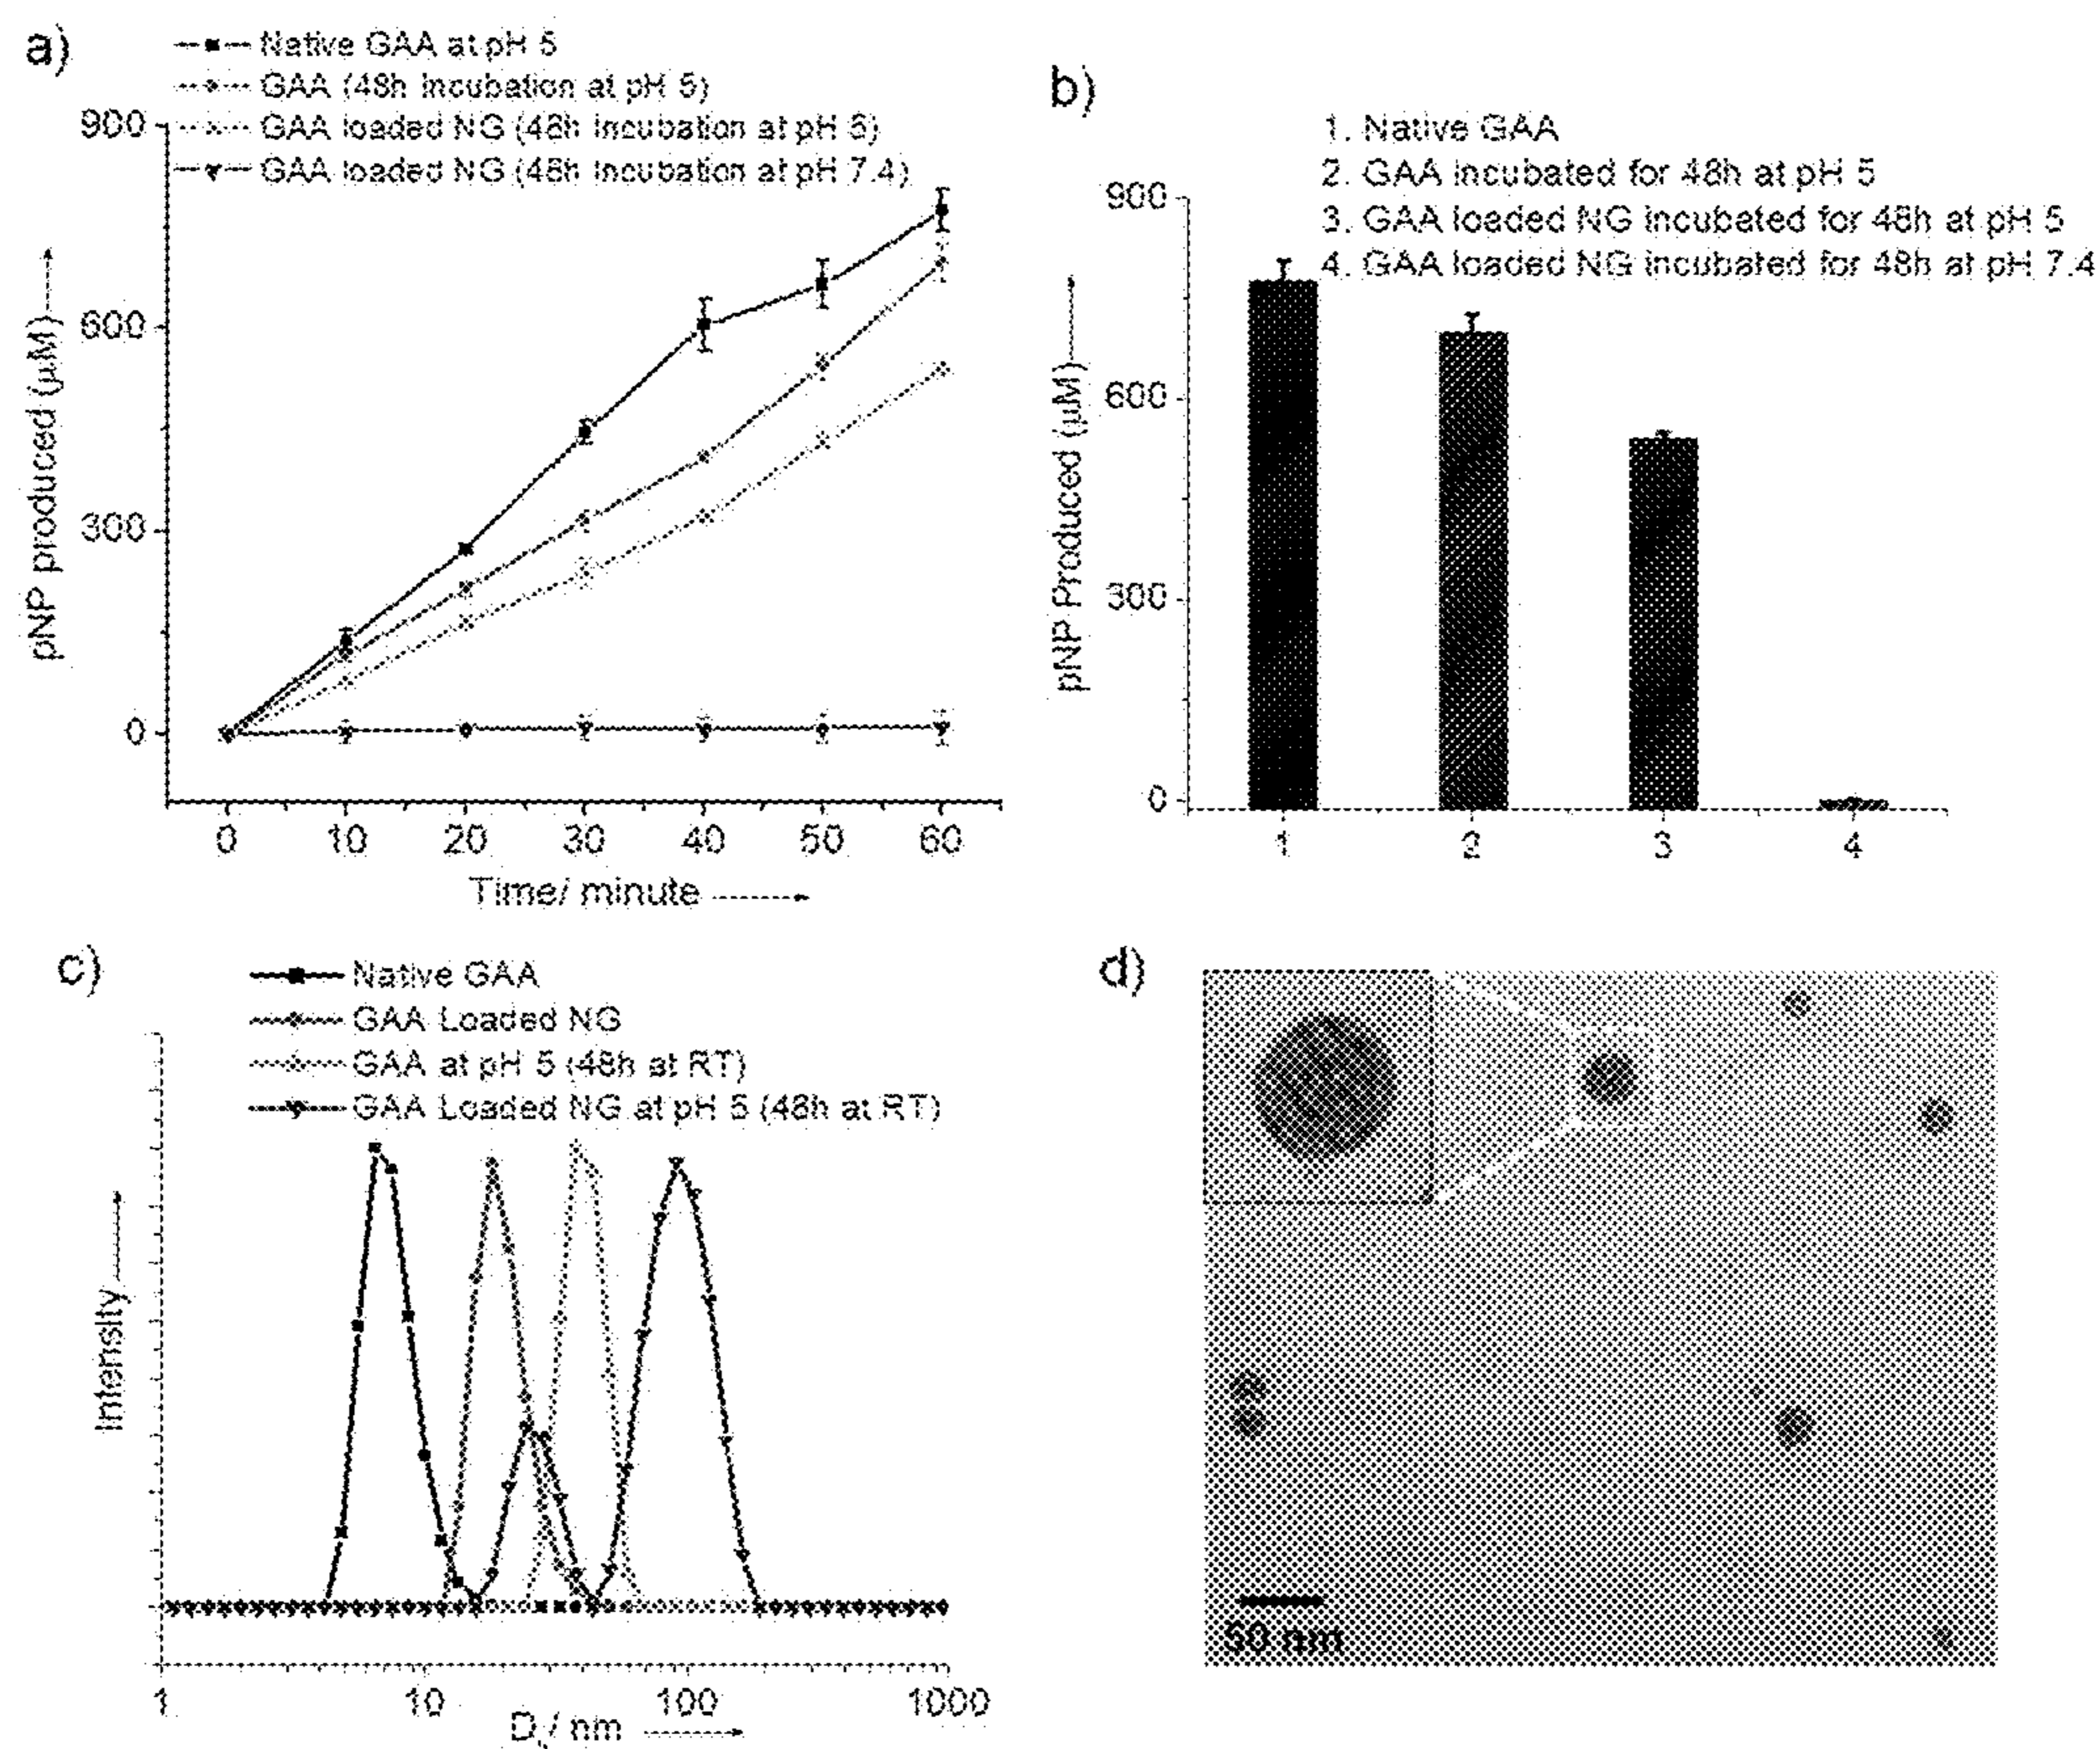 a)
Native GAA at pH 5
GAA (48h Incubation at pH 5)
GAA loaded NG (48h Incubation at pH 5)
GAA loaded NG (48h Incubation at pH 7.4)
900
600
300
0
pNP produced (µM)
0 10 20 30 40 50 60
Time/ minute
b)
1. Native GAA
2. GAA incubated for 48h at pH 5
3. GAA loaded NG incubated for 48h at pH 5
4. GAA loaded NG incubated for 48h at pH 7.4
900
600
300
0
pNP Produced (µM)
1 2 3 4
c)
Native GAA
GAA Loaded NG
GAA at pH 5 (48h at RT)
GAA Loaded NG at pH 5 (48h at RT)
Intensity
1 10 100 1000
/ nm
d)
50 nm